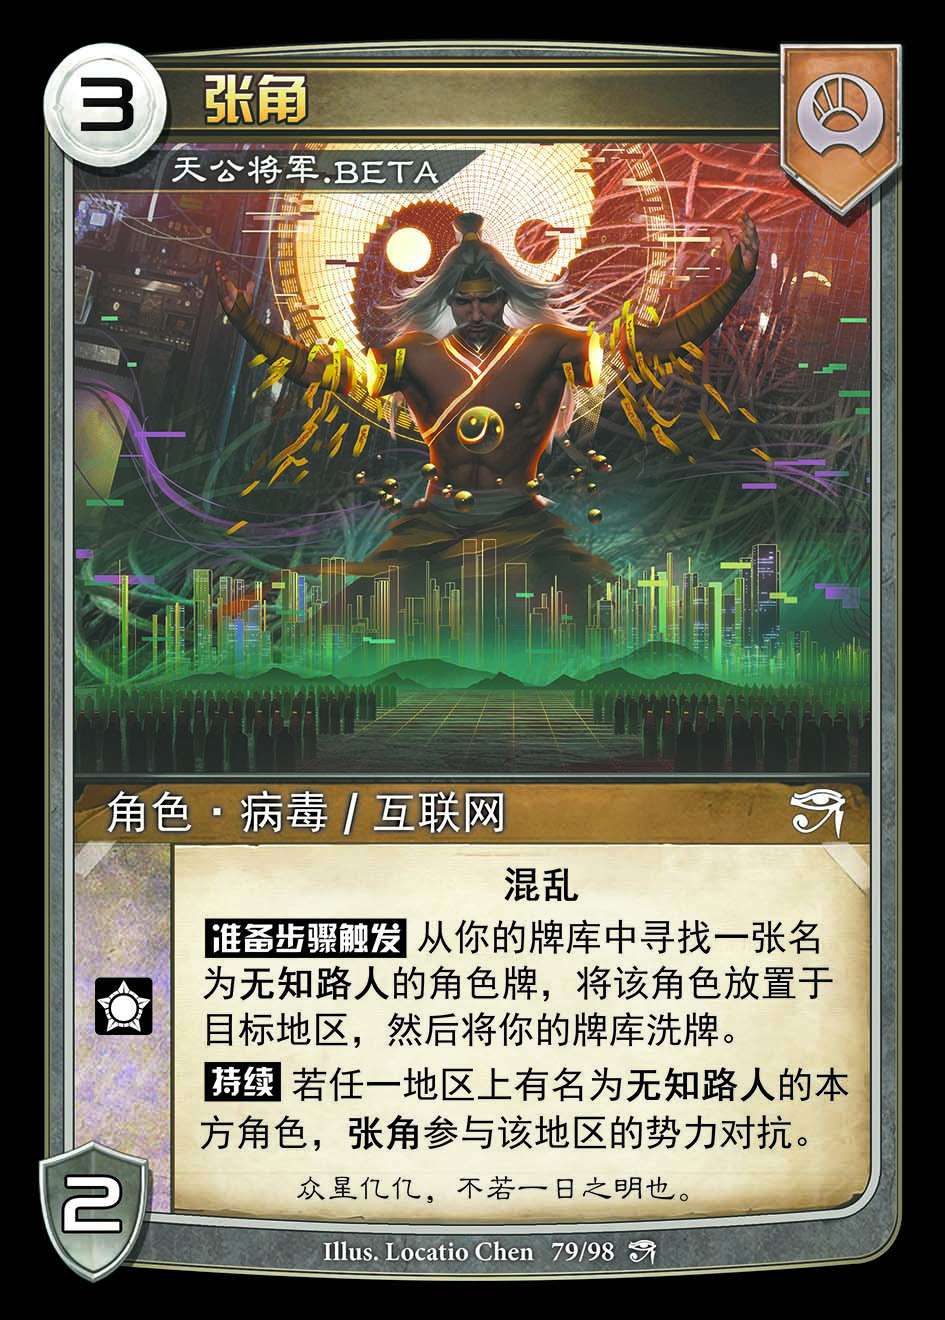 3
张角
天公将军.BETA
角色·病毒/互联网
混乱
准备步骤触发 从你的牌库中寻找一张名
为无知路人的角色牌，将该角色放置于
目标地区，然后将你的牌库洗牌。
持续 若任一地区上有名为无知路人的本
方角色，张角参与该地区的势力对抗。
众星亿亿，不若一日之明也。
2
Illus. Locatio Chen 79/98